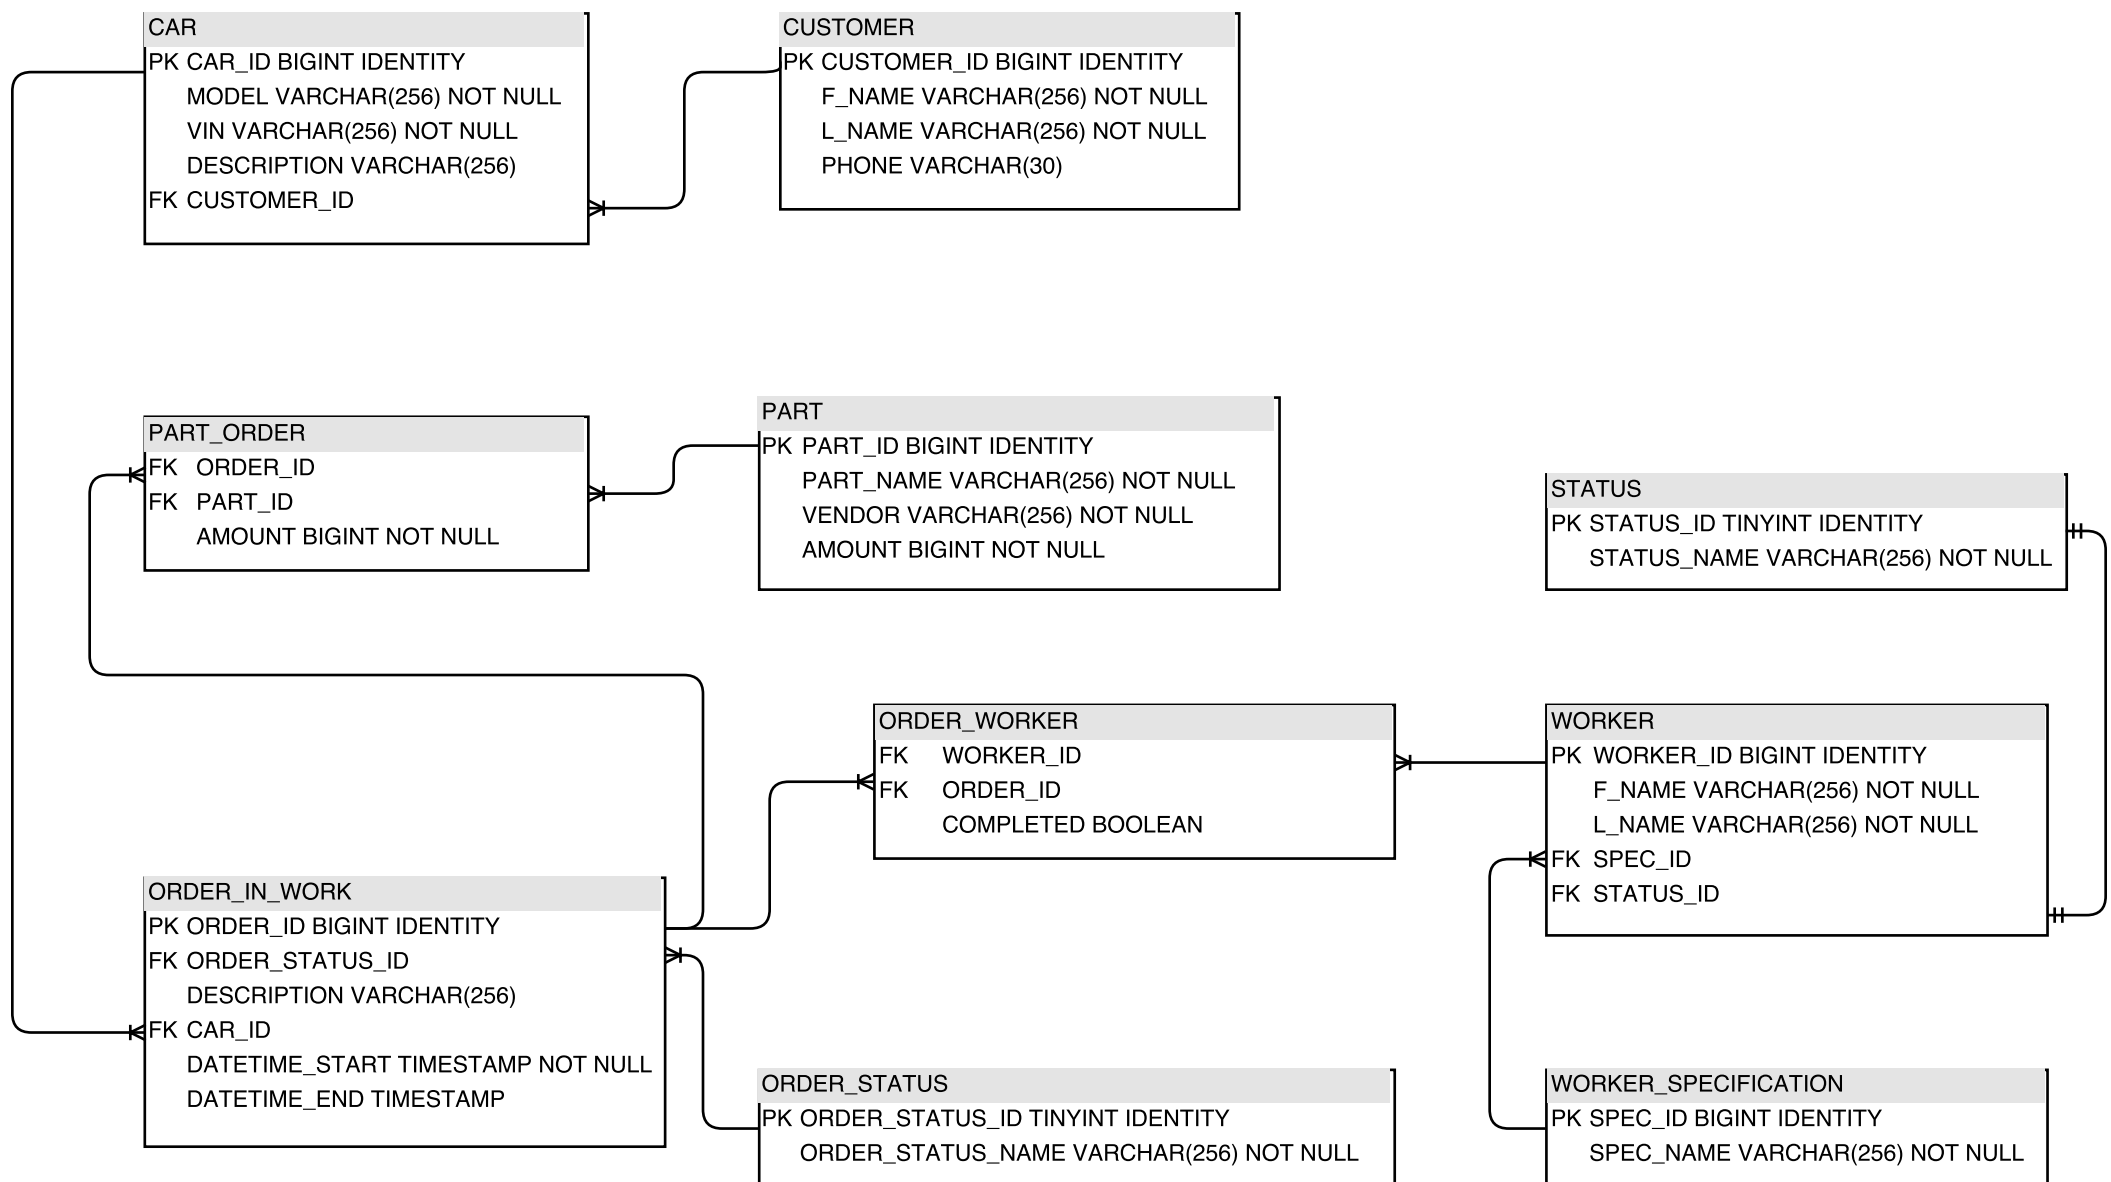 CAR
PK CAR_ID BIGINT IDENTITY
MODEL VARCHAR(256) NOT NULL
VIN VARCHAR(256) NOT NULL
DESCRIPTION VARCHAR(256)
FK CUSTOMER_ID
CUSTOMER
PK CUSTOMER_ID BIGINT IDENTITY
F_NAME VARCHAR(256) NOT NULL
L_NAME VARCHAR(256) NOT NULL
PHONE VARCHAR(30)
PART_ORDER
FK ORDER_ID
FK PART_ID
AMOUNT BIGINT NOT NULL
PART
PK PART_ID BIGINT IDENTITY
PART_NAME VARCHAR(256) NOT NULL
VENDOR VARCHAR(256) NOT NULL
AMOUNT BIGINT NOT NULL
STATUS
PK STATUS_ID TINYINT IDENTITY
STATUS_NAME VARCHAR(256) NOT NULL
ORDER_WORKER
FK WORKER_ID
FK ORDER_ID
COMPLETED BOOLEAN
WORKER
PK WORKER_ID BIGINT IDENTITY
F_NAME VARCHAR(256) NOT NULL
L_NAME VARCHAR(256) NOT NULL
FK SPEC_ID
FK STATUS_ID
ORDER_IN_WORK
PK ORDER_ID BIGINT IDENTITY
FK ORDER_STATUS_ID
DESCRIPTION VARCHAR(256)
FK CAR_ID
DATETIME_START TIMESTAMP NOT NULL
DATETIME_END TIMESTAMP
ORDER_STATUS
PK ORDER_STATUS_ID TINYINT IDENTITY
ORDER_STATUS_NAME VARCHAR(256) NOT NULL
WORKER_SPECIFICATION
PK SPEC_ID BIGINT IDENTITY
SPEC_NAME VARCHAR(256) NOT NULL